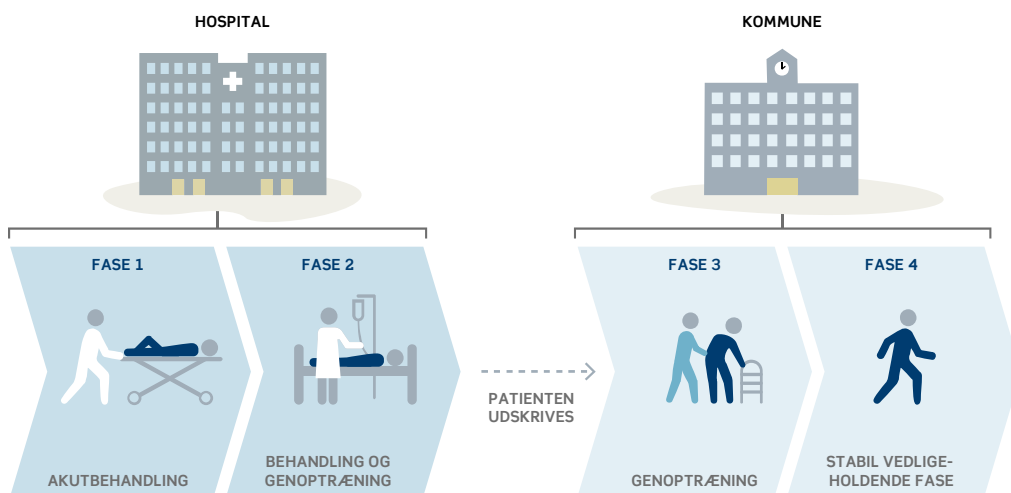 HOSPITAL
KOMMUNE
FASE 1
FASE 2
FASE 3
FASE 4
PATIENTEN
UDSKRIVES
AKUTBEHANDLING
BEHANDLING OG
GENOPTRÆNING
GENOPTRÆNING
STABIL VEDLIGE-
HOLDENDE FASE